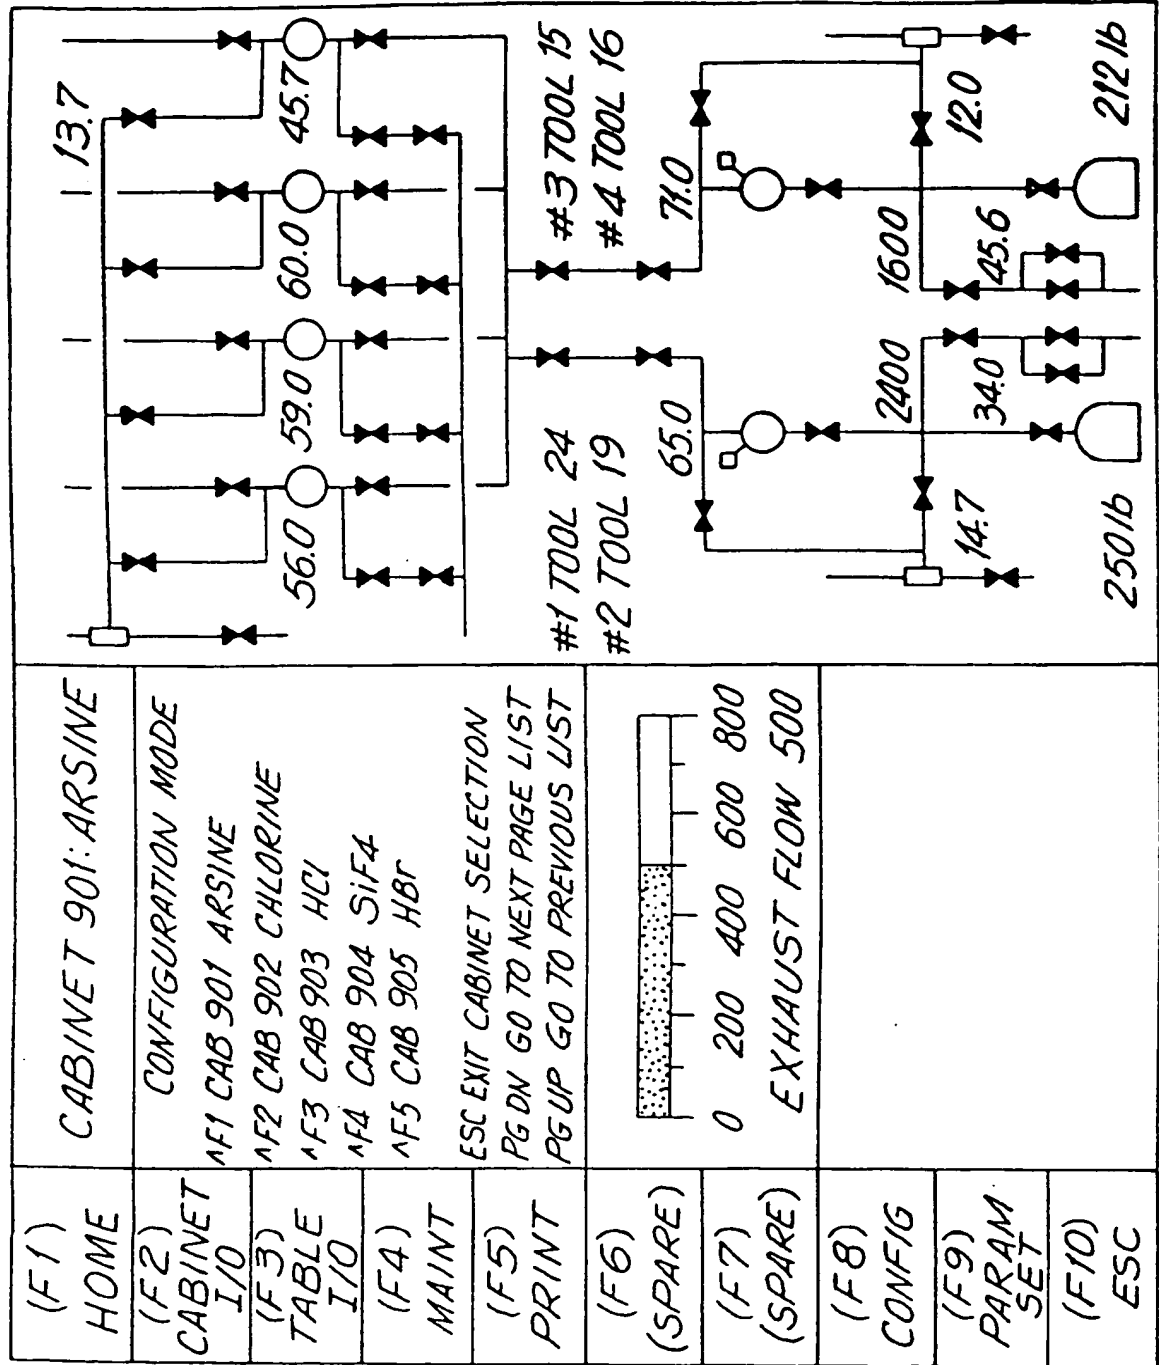 (F1)
HOME
(F2)
CABINET
I/O
(F3)
TABLE
I/O
(F4)
MAINT
(F5)
PRINT
(F6)
(SPARE)
(F7)
(SPARE)
(F8)
CONFIG
(F9)
PARAM
SET
(F10)
ESC
CABINET 901: ARSINE
CONFIGURATION MODE
^F1 CAB 901 ARSINE
^F2 CAB 902 CHLORINE
^F3 CAB 903 HCl
^F4 CAB 904 SiF4
^F5 CAB 905 HBr
ESC EXIT CABINET SELECTION
PG DN GO TO NEXT PAGE LIST
PG UP GO TO PREVIOUS LIST
0 200 400 600 800
EXHAUST FLOW 500
13.7
56.0 59.0 60.0 45.7
#1 TOOL 24
#2 TOOL 19
#3 TOOL 15
#4 TOOL 16
65.0
71.0
2400
1600
14.7
34.0
45.6
12.0
250 lb
212 lb